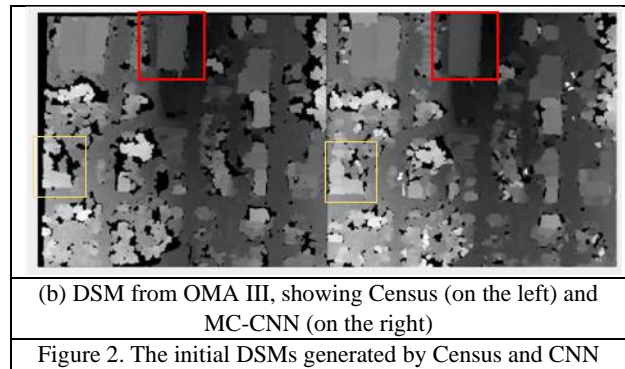 (b) DSM from OMA III, showing Census (on the left) and
MC-CNN (on the right)
Figure 2. The initial DSMs generated by Census and CNN